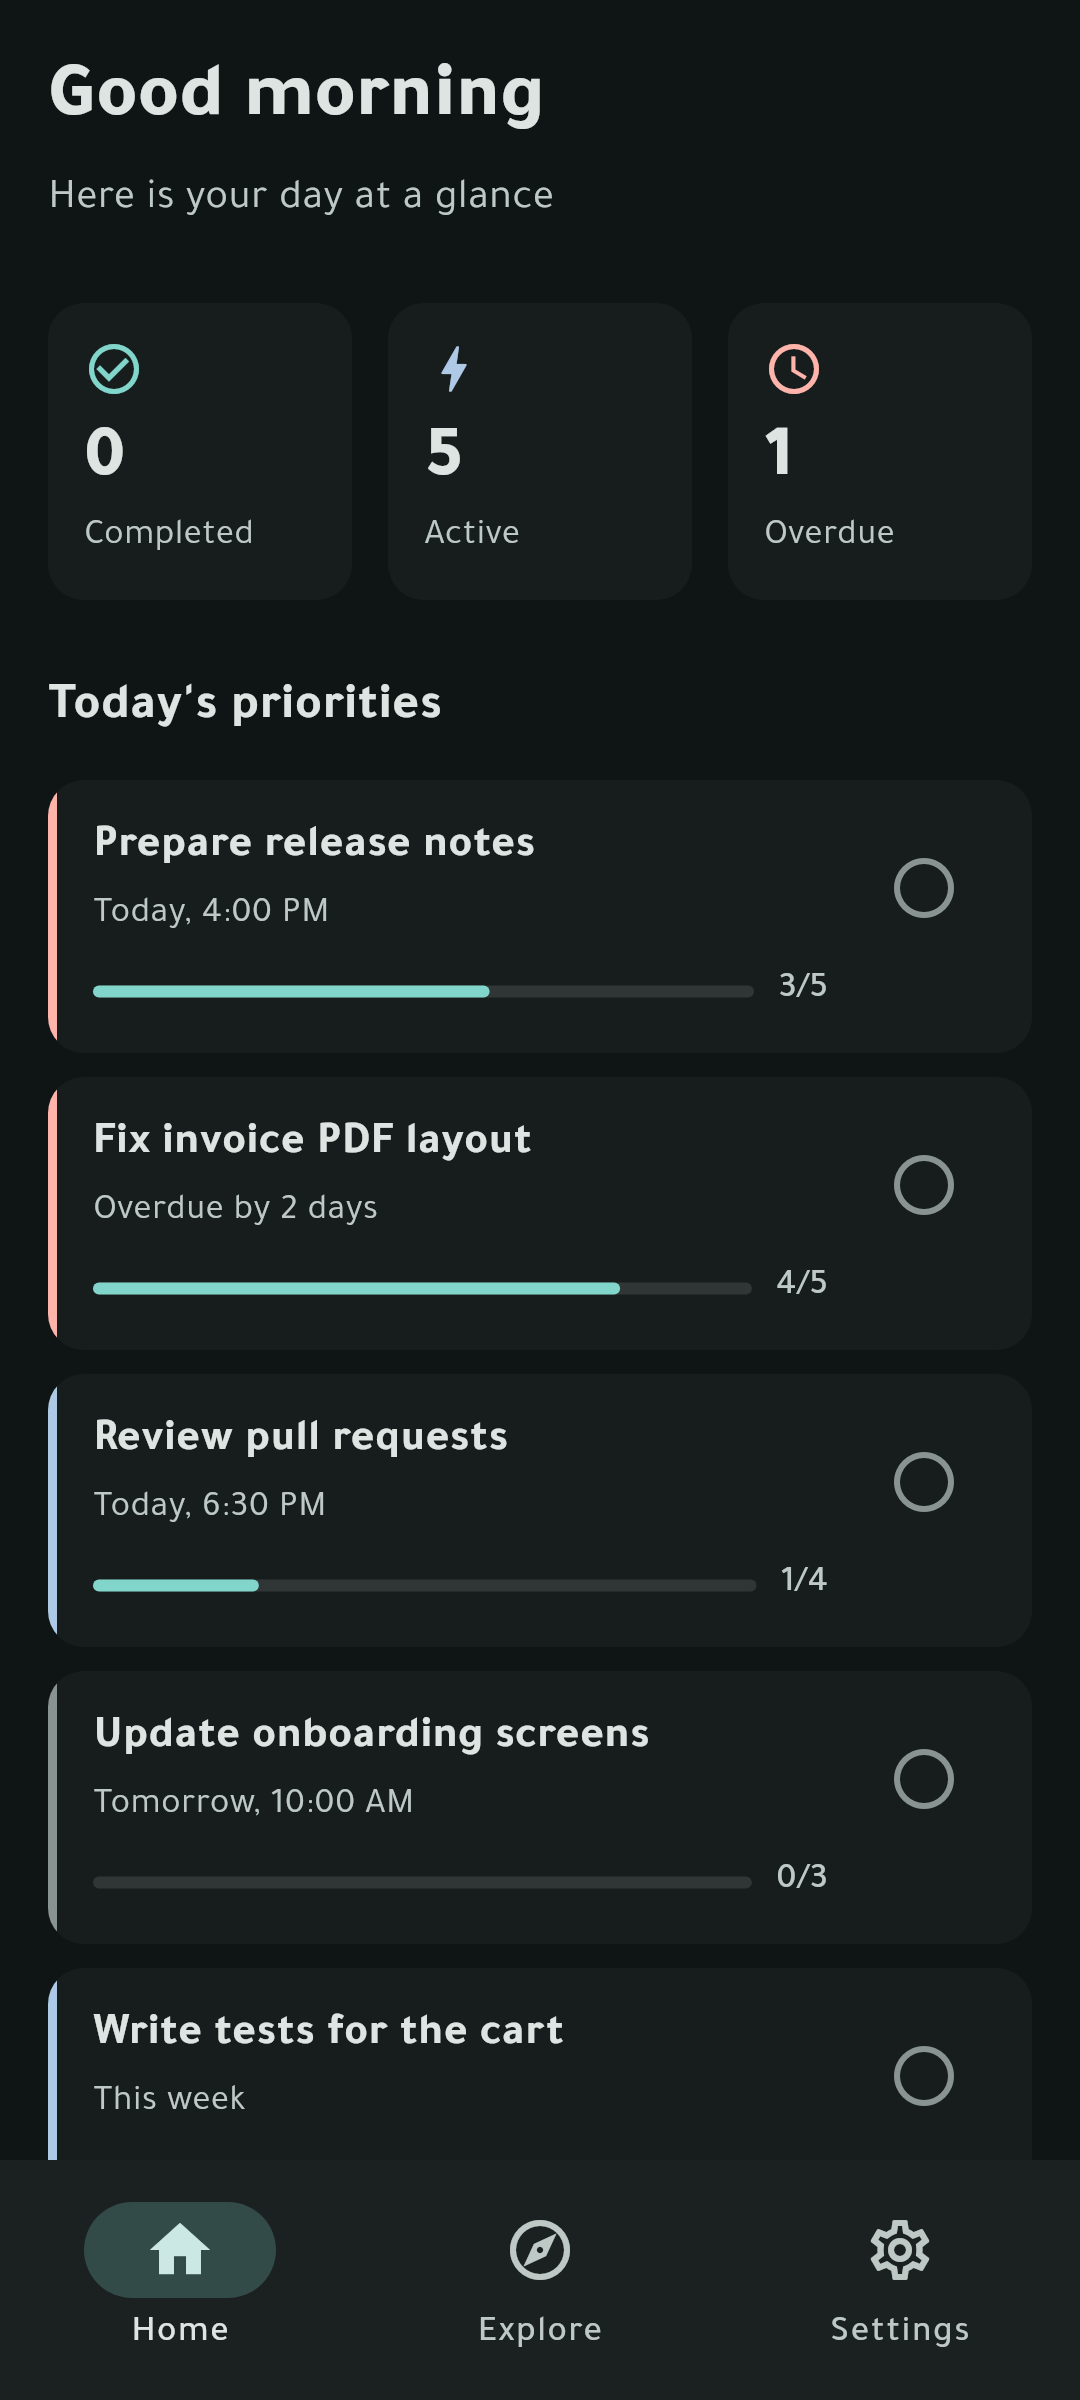 Good morning
Here is your day at a glance
0
Completed
5
Active
1
Overdue
Today's priorities
Prepare release notes
Today, 4:00 PM
3/5
Fix invoice PDF layout
Overdue by 2 days
4/5
Review pull requests
Today, 6:30 PM
1/4
Update onboarding screens
Tomorrow, 10:00 AM
0/3
Write tests for the cart
This week
Home
Explore
Settings